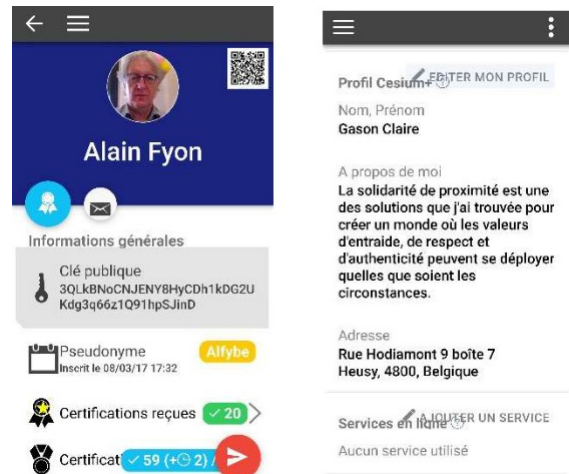 Alain Fyon
Informations générales
Clé publique
3QLkBNoCNJENY8HyCDh1kDG2U
Kdg3q66z1Q91hpSJinD
Pseudonyme
Alfybe
Inscrit le 08/03/17 17:32
Certifications reçues
20
Certificati
59 (+ 2) /
Profil Cesium+
EDITER MON PROFIL
Nom, Prénom
Gason Claire
A propos de moi
La solidarité de proximité est une
des solutions que j'ai trouvée pour
créer un monde où les valeurs
d'entraide, de respect et
d'authenticité peuvent se déployer
quelles que soient les
circonstances.
Adresse
Rue Hodiamont 9 boîte 7
Heusy, 4800, Belgique
Services en ligne
AJOUTER UN SERVICE
Aucun service utilisé